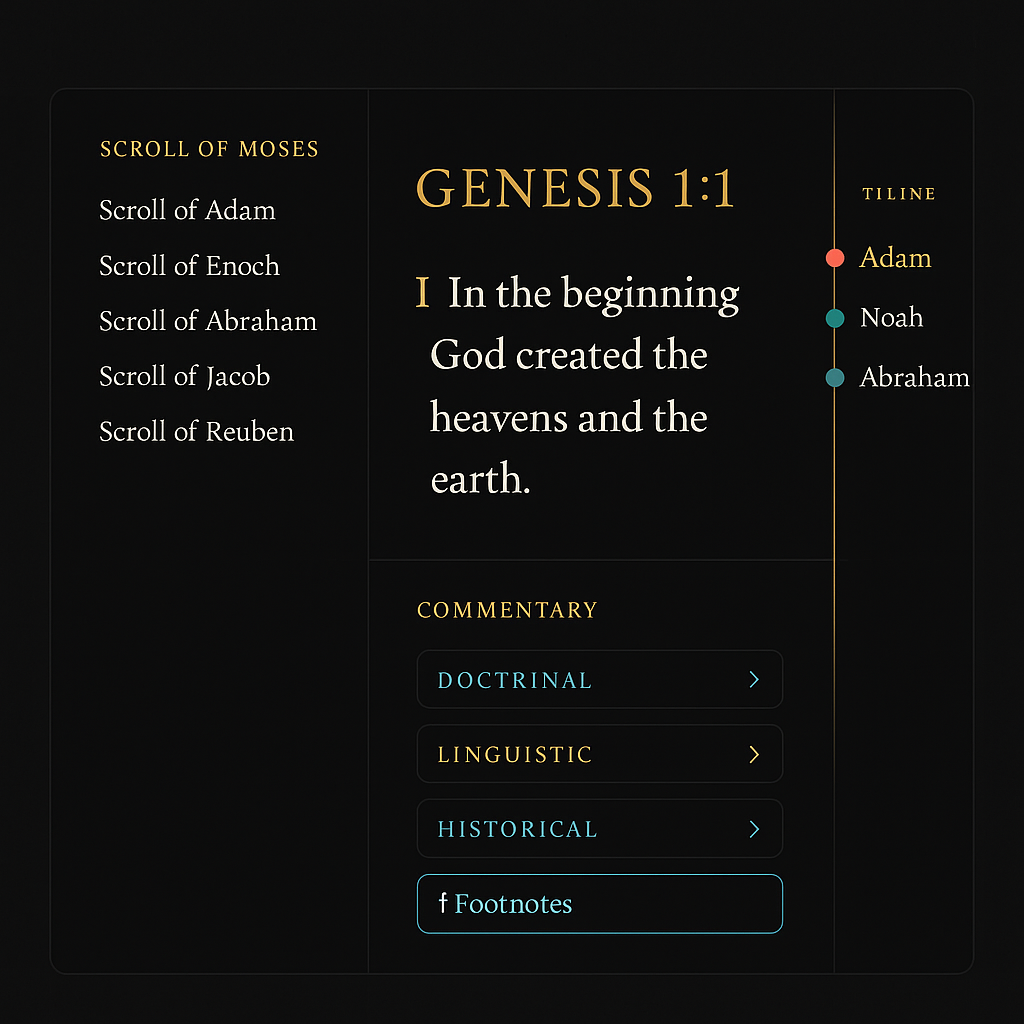 SCROLL OF MOSES
Scroll of Adam
Scroll of Enoch
Scroll of Abraham
Scroll of Jacob
Scroll of Reuben
GENESIS 1:1
I In the beginning
God created the
heavens and the
earth.
COMMENTARY
DOCTRINAL
LINGUISTIC
HISTORICAL
f Footnotes
TILINE
Adam
Noah
Abraham